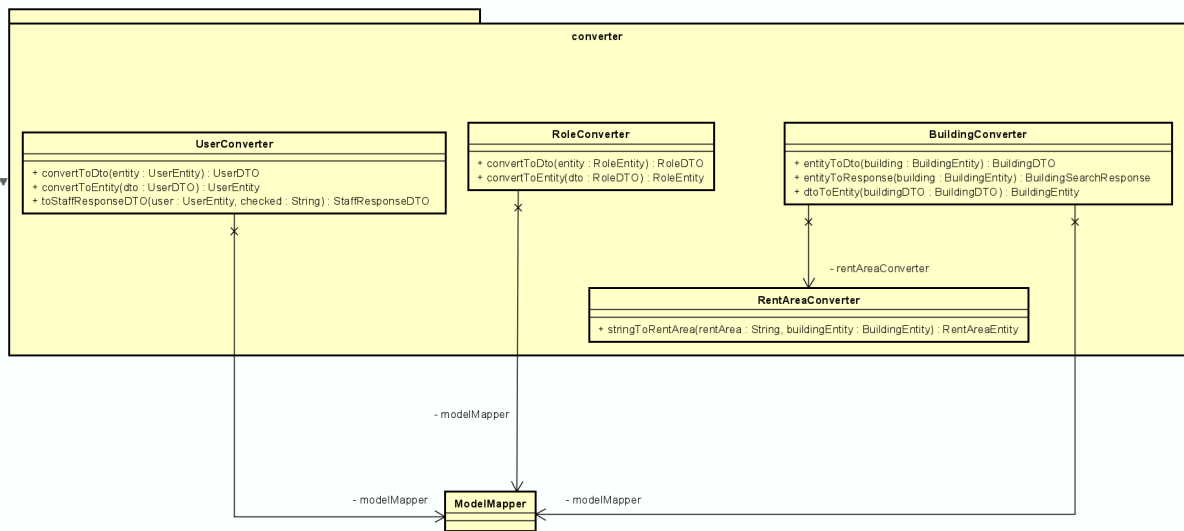 converter
UserConverter
+ convertToDto(entity : UserEntity) : UserDTO
+ convertToEntity(dto : UserDTO) : UserEntity
+ toStaffResponseDTO(user : UserEntity, checked : String) : StaffResponseDTO
RoleConverter
+ convertToDto(entity : RoleEntity) : RoleDTO
+ convertToEntity(dto : RoleDTO) : RoleEntity
BuildingConverter
+ entityToDto(building : BuildingEntity) : BuildingDTO
+ entityToResponse(building : BuildingEntity) : BuildingSearchResponse
+ dtoToEntity(buildingDTO : BuildingDTO) : BuildingEntity
- rentAreaConverter
RentAreaConverter
+ stringToRentArea(rentArea : String, buildingEntity : BuildingEntity) : RentAreaEntity
- modelMapper
- modelMapper
- modelMapper
ModelMapper